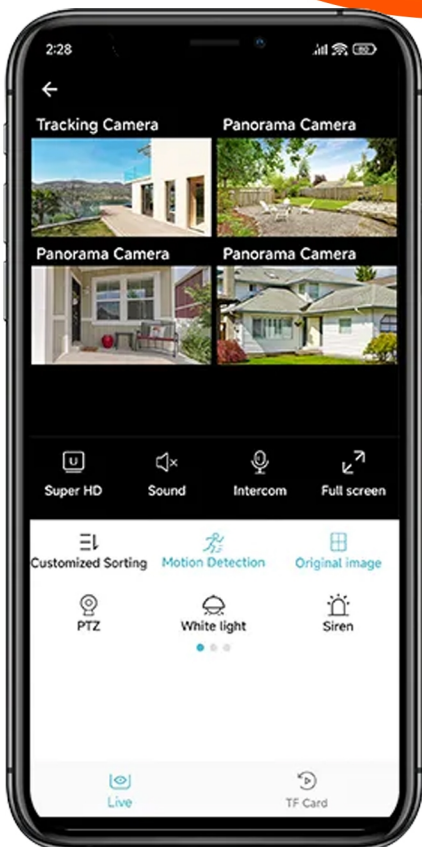 2:28
80
Tracking Camera Panorama Camera
Panorama Camera Panorama Camera
U
Super HD Sound Intercom Full screen
Customized Sorting Motion Detection Original image
PTZ White light Siren
Live TF Card